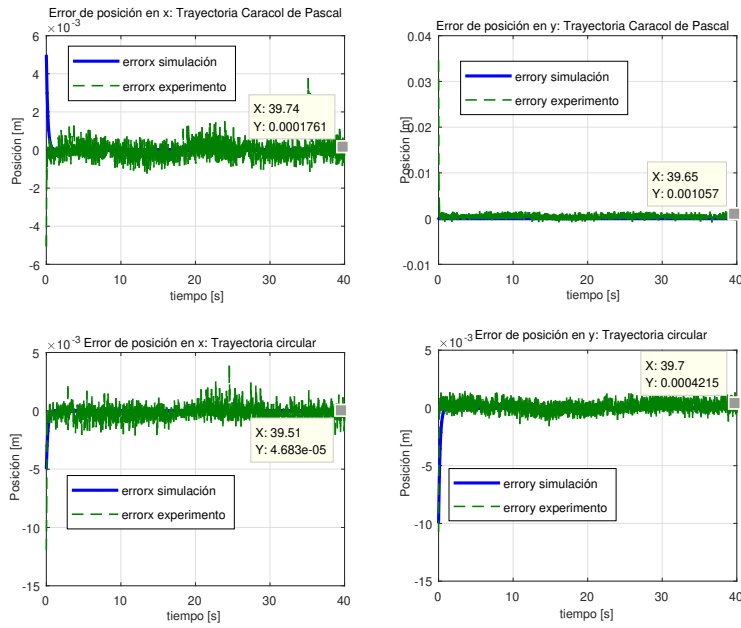 Error de posición en x: Trayectoria Caracol de Pascal
×10⁻³
6
4
2
0
-2
-4
-6
Posición [m]
errorx simulación
errorx experimento
X: 39.74
Y: 0.0001761
0 10 20 30 40
tiempo [s]
Error de posición en y: Trayectoria Caracol de Pascal
0.04
0.03
0.02
0.01
0
-0.01
Posición [m]
errory simulación
errory experimento
X: 39.65
Y: 0.001057
0 10 20 30 40
tiempo [s]
Error de posición en x: Trayectoria circular
×10⁻³
5
0
-5
-10
-15
Posición [m]
X: 39.51
Y: 4.683e-05
errorx simulación
errorx experimento
0 10 20 30 40
tiempo [s]
Error de posición en y: Trayectoria circular
×10⁻³
5
0
-5
-10
-15
Posición [m]
X: 39.7
Y: 0.0004215
errory simulación
errory experimento
0 10 20 30 40
tiempo [s]